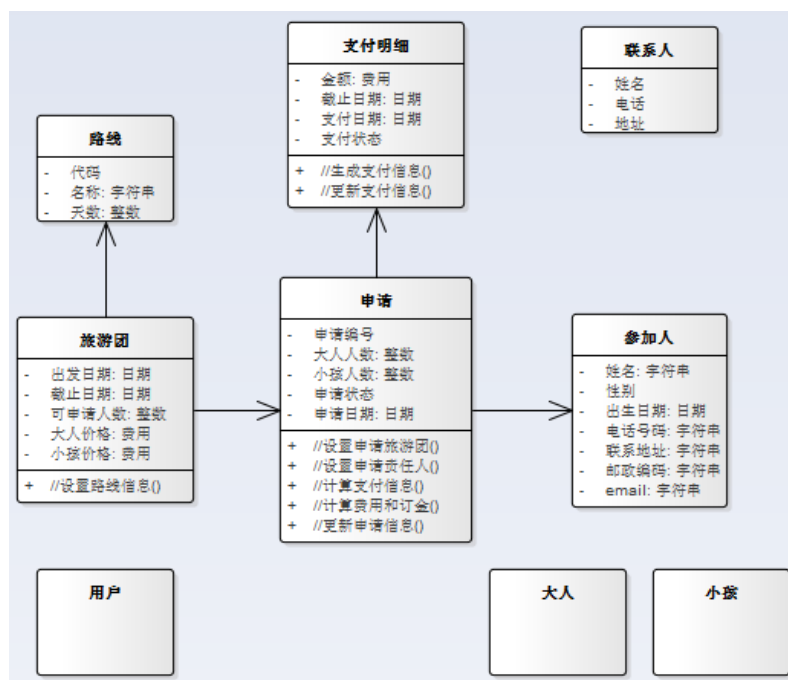 支付明细
- 金额: 费用
- 截止日期: 日期
- 支付日期: 日期
- 支付状态
+ //生成支付信息()
+ //更新支付信息()
联系人
- 姓名
- 电话
- 地址
路线
- 代码
- 名称: 字符串
- 天数: 整数
旅游团
- 出发日期: 日期
- 截止日期: 日期
- 可申请人数: 整数
- 大人价格: 费用
- 小孩价格: 费用
+ //设置路线信息()
申请
- 申请编号
- 大人人数: 整数
- 小孩人数: 整数
- 申请状态
- 申请日期: 日期
+ //设置申请旅游团()
+ //设置申请责任人()
+ //计算支付信息()
+ //计算费用和订金()
+ //更新申请信息()
参加人
- 姓名: 字符串
- 性别
- 出生日期: 日期
- 电话号码: 字符串
- 联系地址: 字符串
- 邮政编码: 字符串
- email: 字符串
用户
大人
小孩